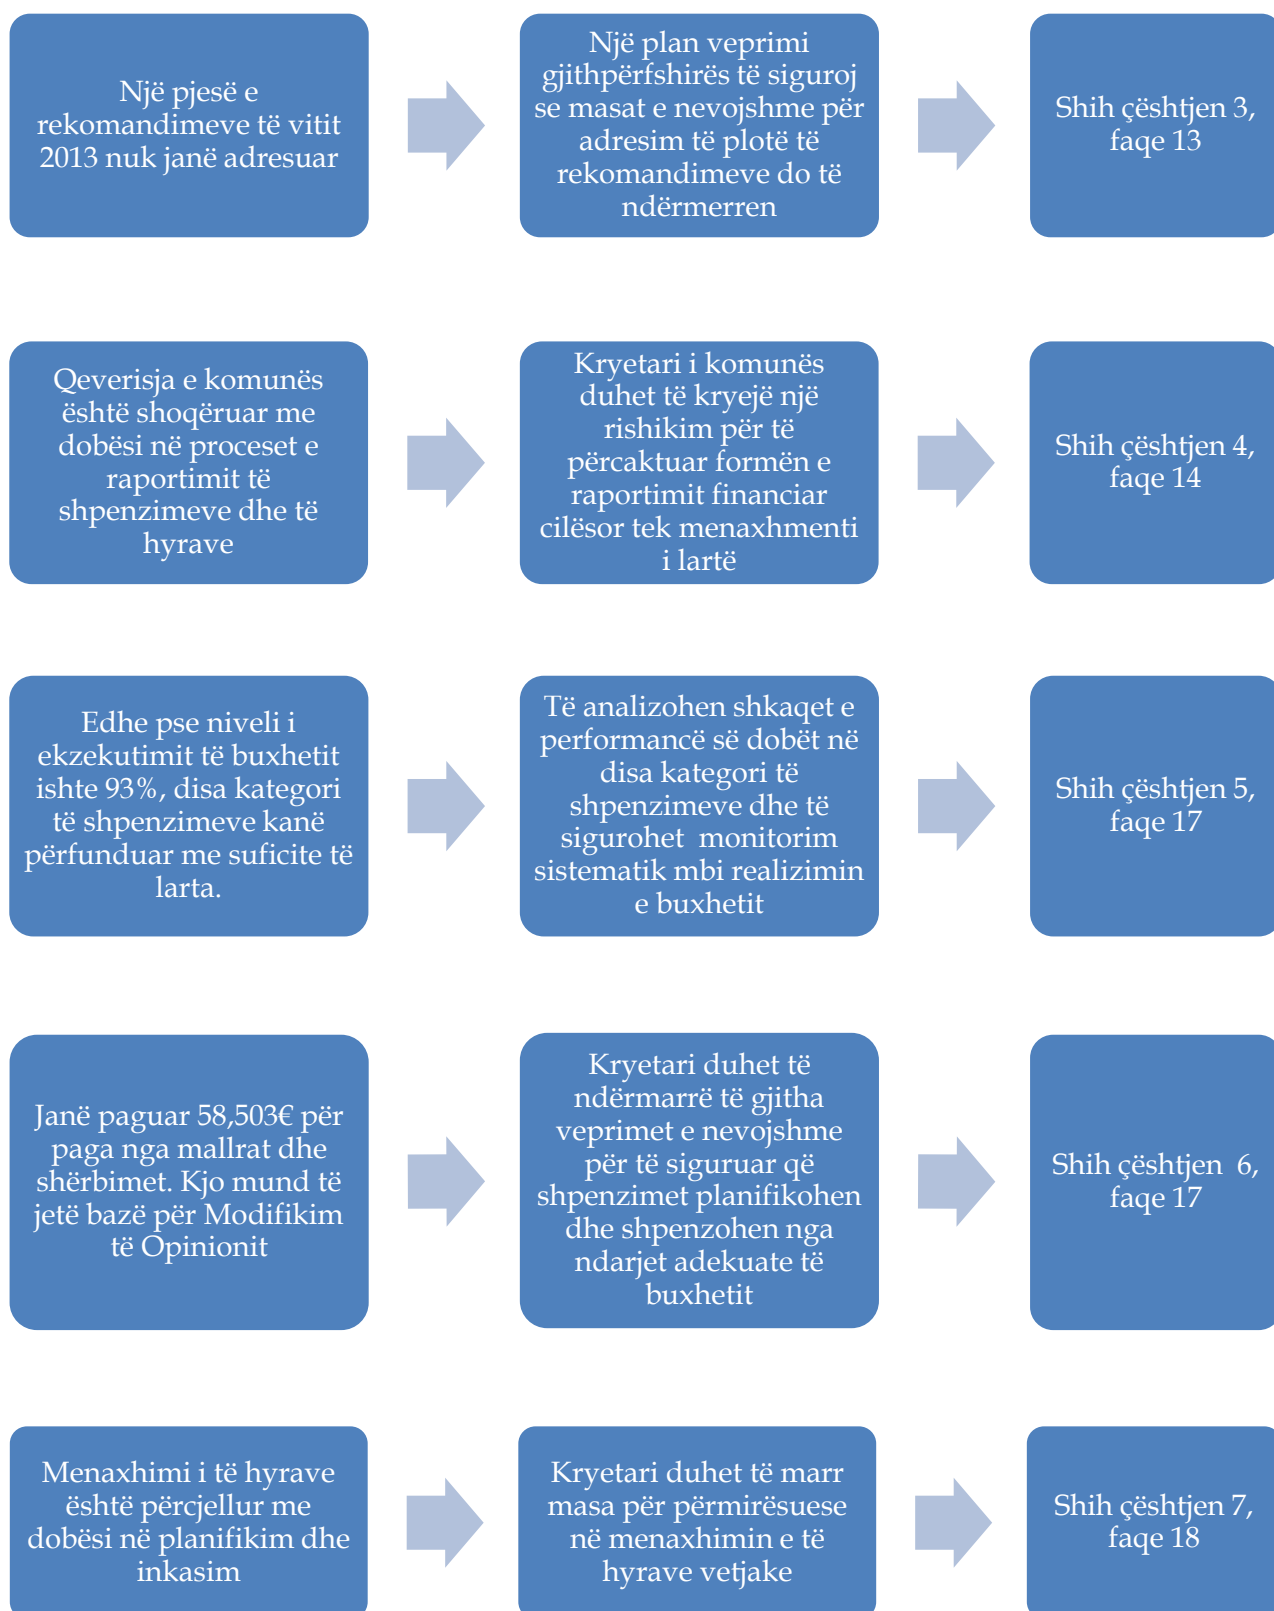 Një pjesë e
rekomandimeve të vitit
2013 nuk janë adresuar
Një plan veprimi
gjithpërfshirës të siguroj
se masat e nevojshme për
adresim të plotë të
rekomandimeve do të
ndërmerren
Shih çështjen 3,
faqe 13
Qeverisja e komunës
është shoqëruar me
dobësi në proceset e
raportimit të
shpenzimeve dhe të
hyrave
Kryetari i komunës
duhet të kryejë një
rishikim për të
përcaktuar formën e
raportimit financiar
cilësor tek menaxhmenti
i lartë
Shih çështjen 4,
faqe 14
Edhe pse niveli i
ekzekutimit të buxhetit
ishte 93%, disa kategori
të shpenzimeve kanë
përfunduar me suficite të
larta.
Të analizohen shkaqet e
performancë së dobët në
disa kategori të
shpenzimeve dhe të
sigurohet monitorim
sistematik mbi realizimin
e buxhetit
Shih çështjen 5,
faqe 17
Janë paguar 58,503€ për
paga nga mallrat dhe
shërbimet. Kjo mund të
jetë bazë për Modifikim
të Opinionit
Kryetari duhet të
ndërmarrë të gjitha
veprimet e nevojshme
për të siguruar që
shpenzimet planifikohen
dhe shpenzohen nga
ndarjet adekuate të
buxhetit
Shih çështjen 6,
faqe 17
Menaxhimi i të hyrave
është përcjellur me
dobësi në planifikim dhe
inkasim
Kryetari duhet të marr
masa për përmirësuese
në menaxhimin e të
hyrave vetjake
Shih çështjen 7,
faqe 18